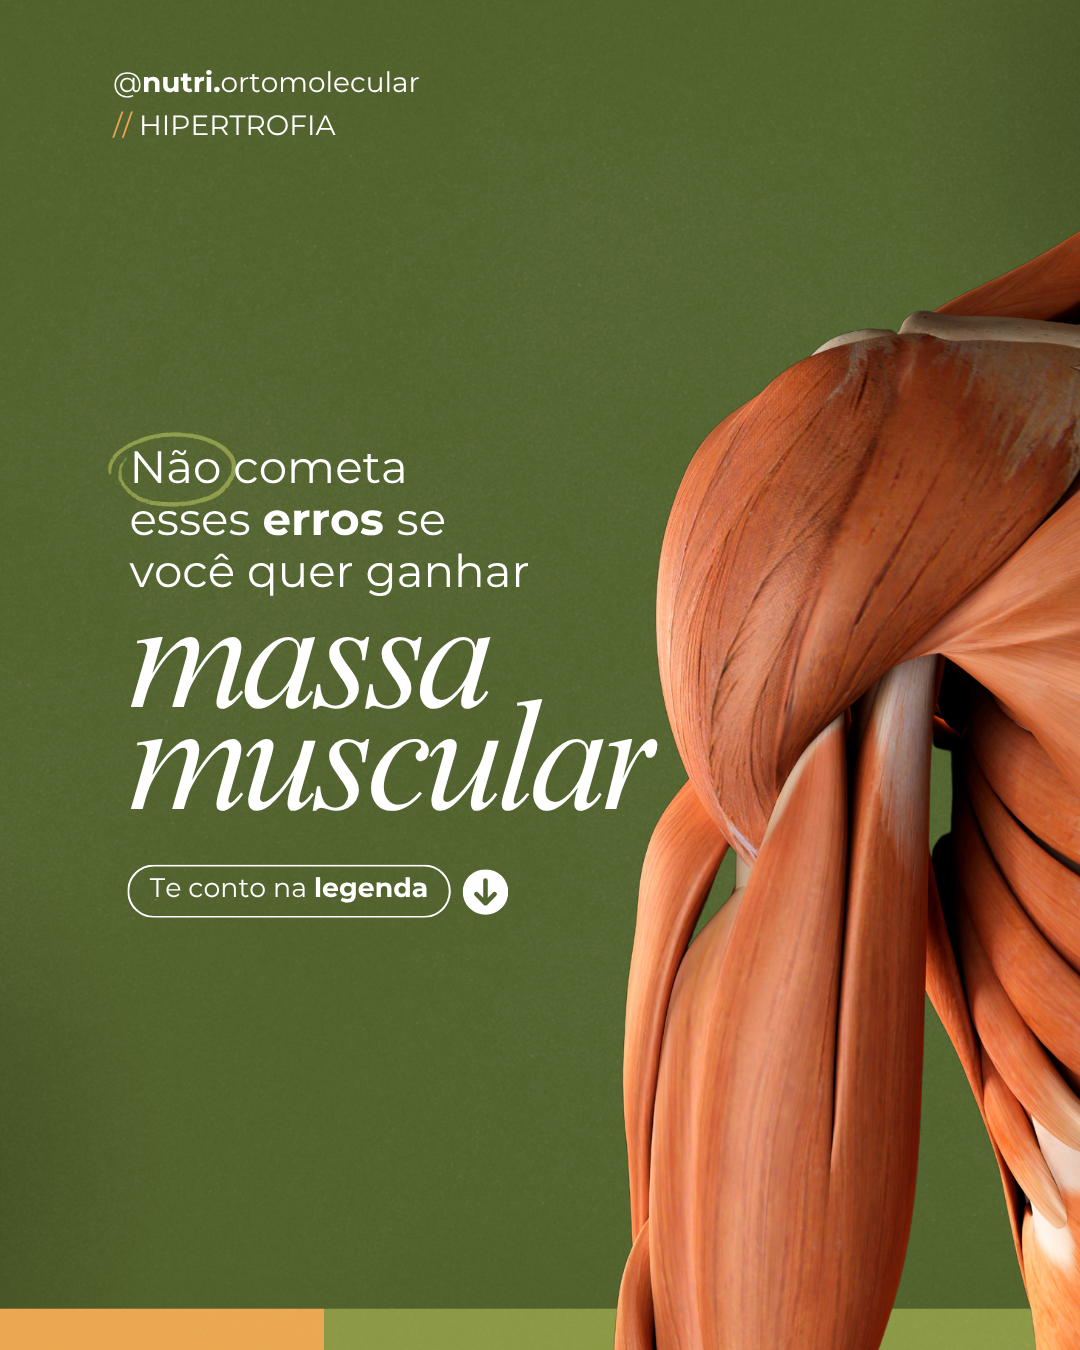 @nutri.ortomolecular
// HIPERTROFIA
Não cometa
esses erros se
você quer ganhar
massa
muscular
Te conto na legenda